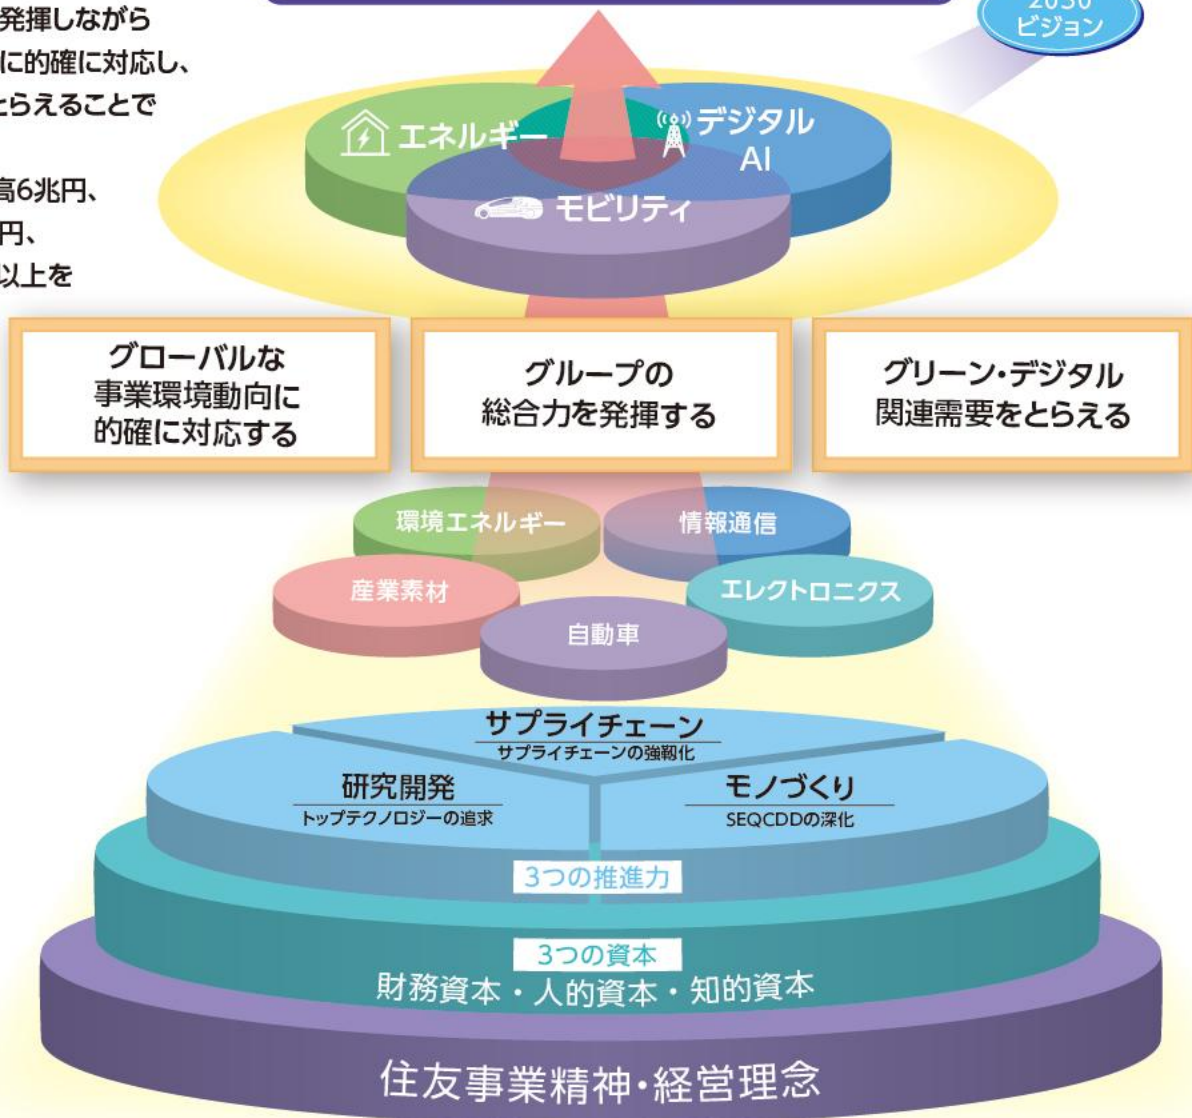 発揮しながら
に的確に対応し、
とらえることで
高6兆円、
円、
以上を
2030
ビジョン
エネルギー
デジタル
AI
モビリティ
グローバルな
事業環境動向に
的確に対応する
グループの
総合力を発揮する
グリーン・デジタル
関連需要をとらえる
環境エネルギー
情報通信
産業素材
エレクトロニクス
自動車
サプライチェーン
サプライチェーンの強靱化
研究開発
トップテクノロジーの追求
モノづくり
SEQCDDの深化
3つの推進力
3つの資本
財務資本・人的資本・知的資本
住友事業精神・経営理念